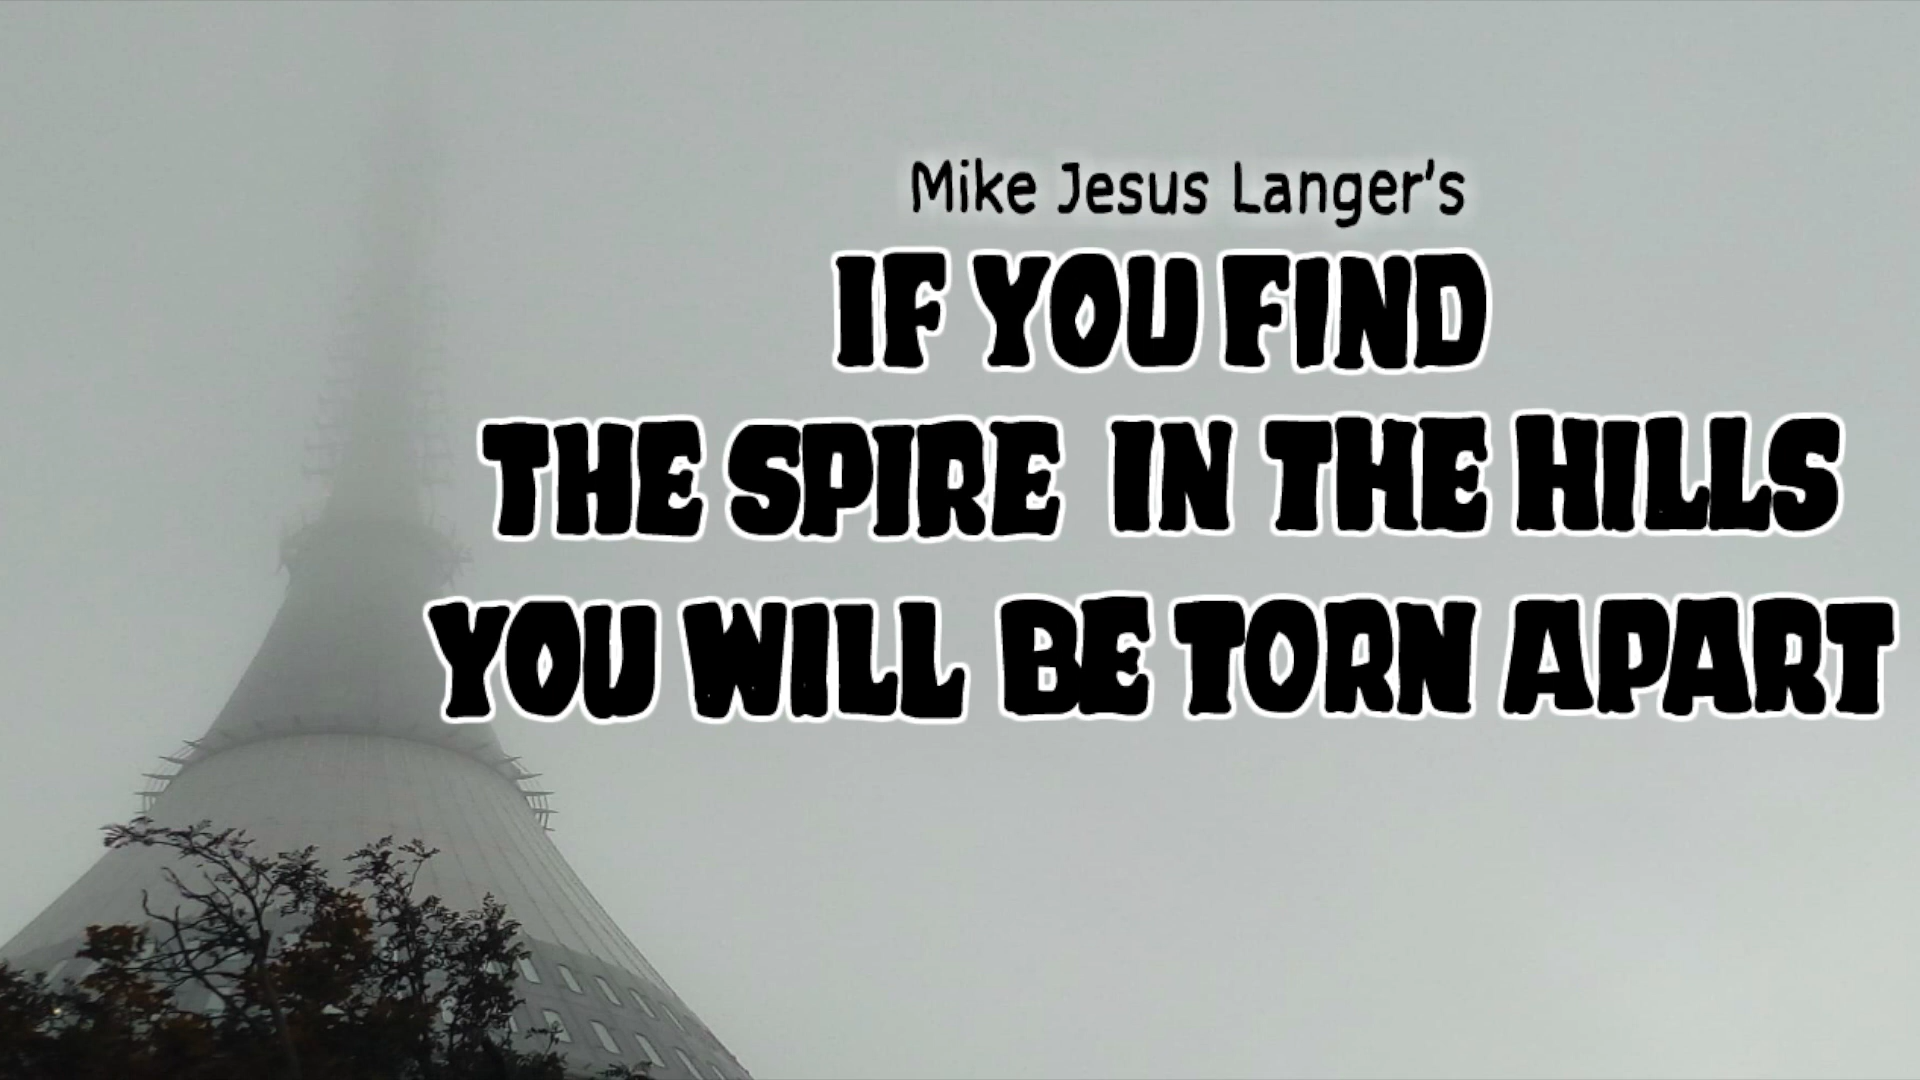 Mike Jesus Langer's
IF YOU FIND
THE SPIRE IN THE HILLS
YOU WILL BE TORN APART